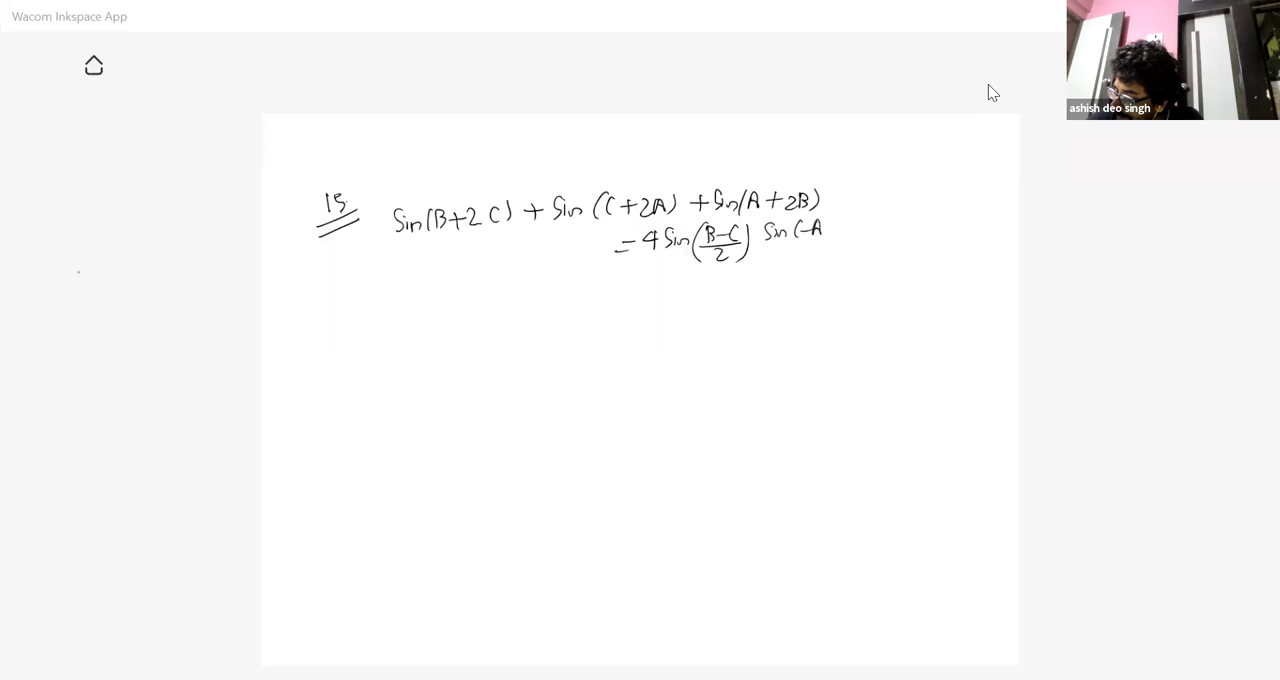 Wacom Inkspace App
ashish deo singh
15. Sin(B+2C) + Sin(C+2A) + Sin(A+2B)
= 4 Sin(B-C/2) Sin(C-A